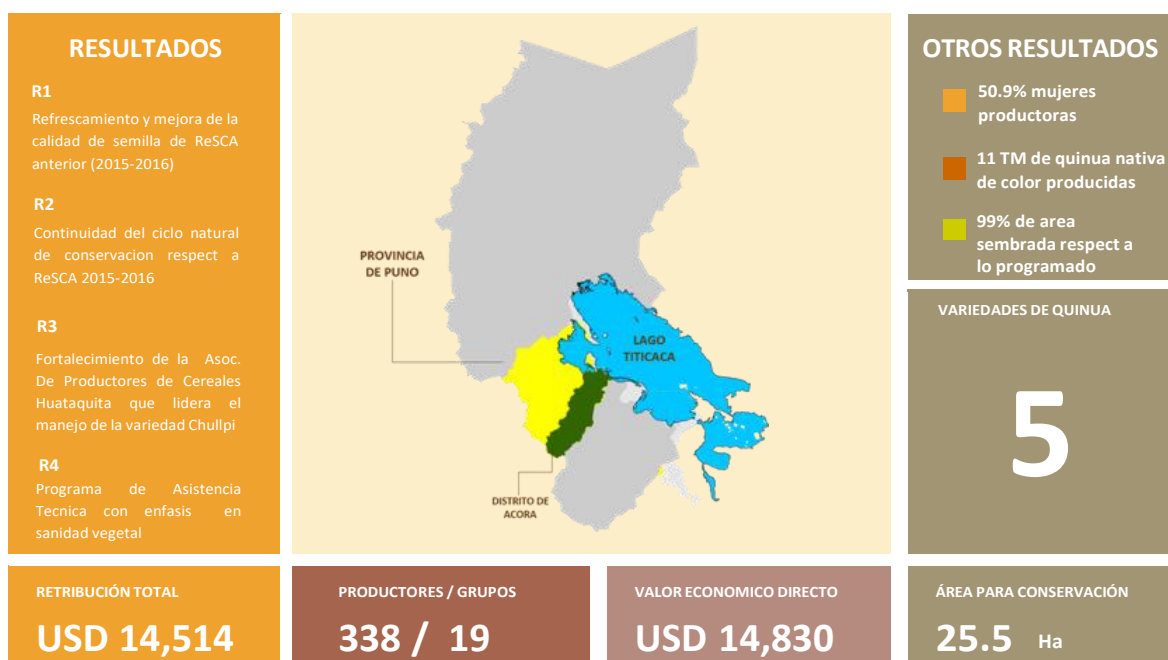 RESULTADOS
R1
Refrescamiento y mejora de la
calidad de semilla de ReSCA
anterior (2015-2016)
R2
Continuidad del ciclo natural
de conservacion respect a
ReSCA 2015-2016
R3
Fortalecimiento de la Asoc.
De Productores de Cereales
Huataquita que lidera el
manejo de la variedad Chullpi
R4
Programa de Asistencia
Tecnica con enfasis en
sanidad vegetal
PROVINCIA
DE PUNO
LAGO
TITICACA
DISTRITO DE
ACORA
OTROS RESULTADOS
50.9% mujeres
productoras
11 TM de quinua nativa
de color producidas
99% de area
sembrada respect a
lo programado
VARIEDADES DE QUINUA
5
RETRIBUCIÓN TOTAL
USD 14,514
PRODUCTORES / GRUPOS
338 / 19
VALOR ECONOMICO DIRECTO
USD 14,830
ÁREA PARA CONSERVACIÓN
25.5 Ha